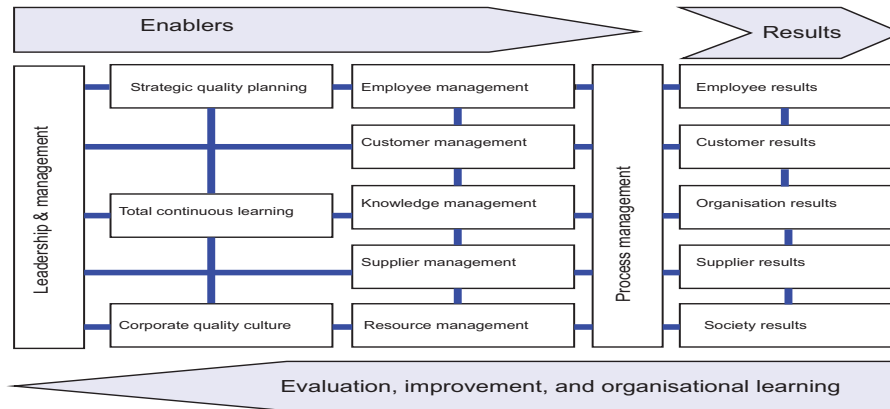 Enablers
Results
Leadership & management
Strategic quality planning
Total continuous learning
Corporate quality culture
Employee management
Customer management
Knowledge management
Supplier management
Resource management
Process management
Employee results
Customer results
Organisation results
Supplier results
Society results
Evaluation, improvement, and organisational learning